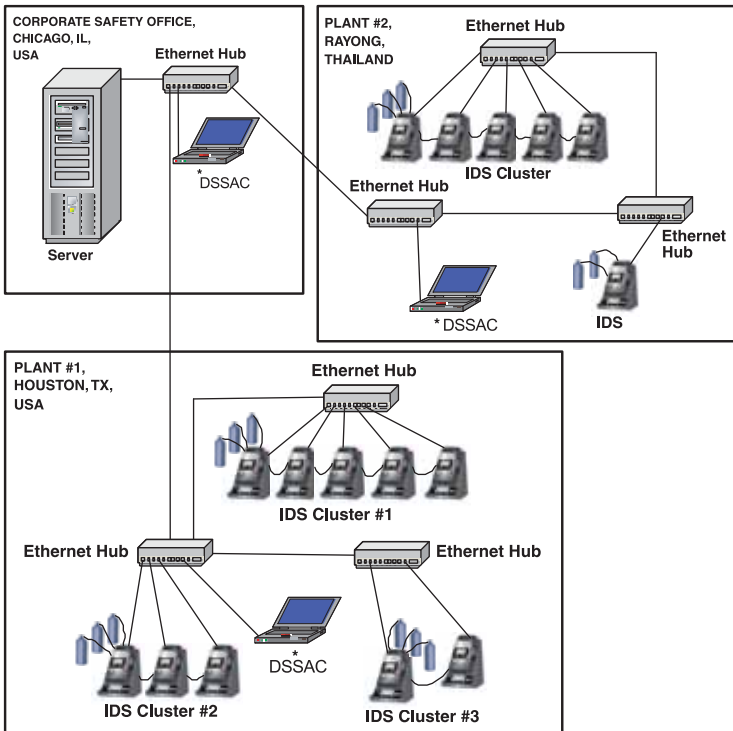 CORPORATE SAFETY OFFICE,
CHICAGO, IL,
USA
Ethernet Hub
*
DSSAC
Server
PLANT #2,
RAYONG,
THAILAND
Ethernet Hub
IDS Cluster
Ethernet Hub
Ethernet
Hub
* DSSAC
IDS
PLANT #1,
HOUSTON, TX,
USA
Ethernet Hub
IDS Cluster #1
Ethernet Hub
Ethernet Hub
*
DSSAC
IDS Cluster #2
IDS Cluster #3